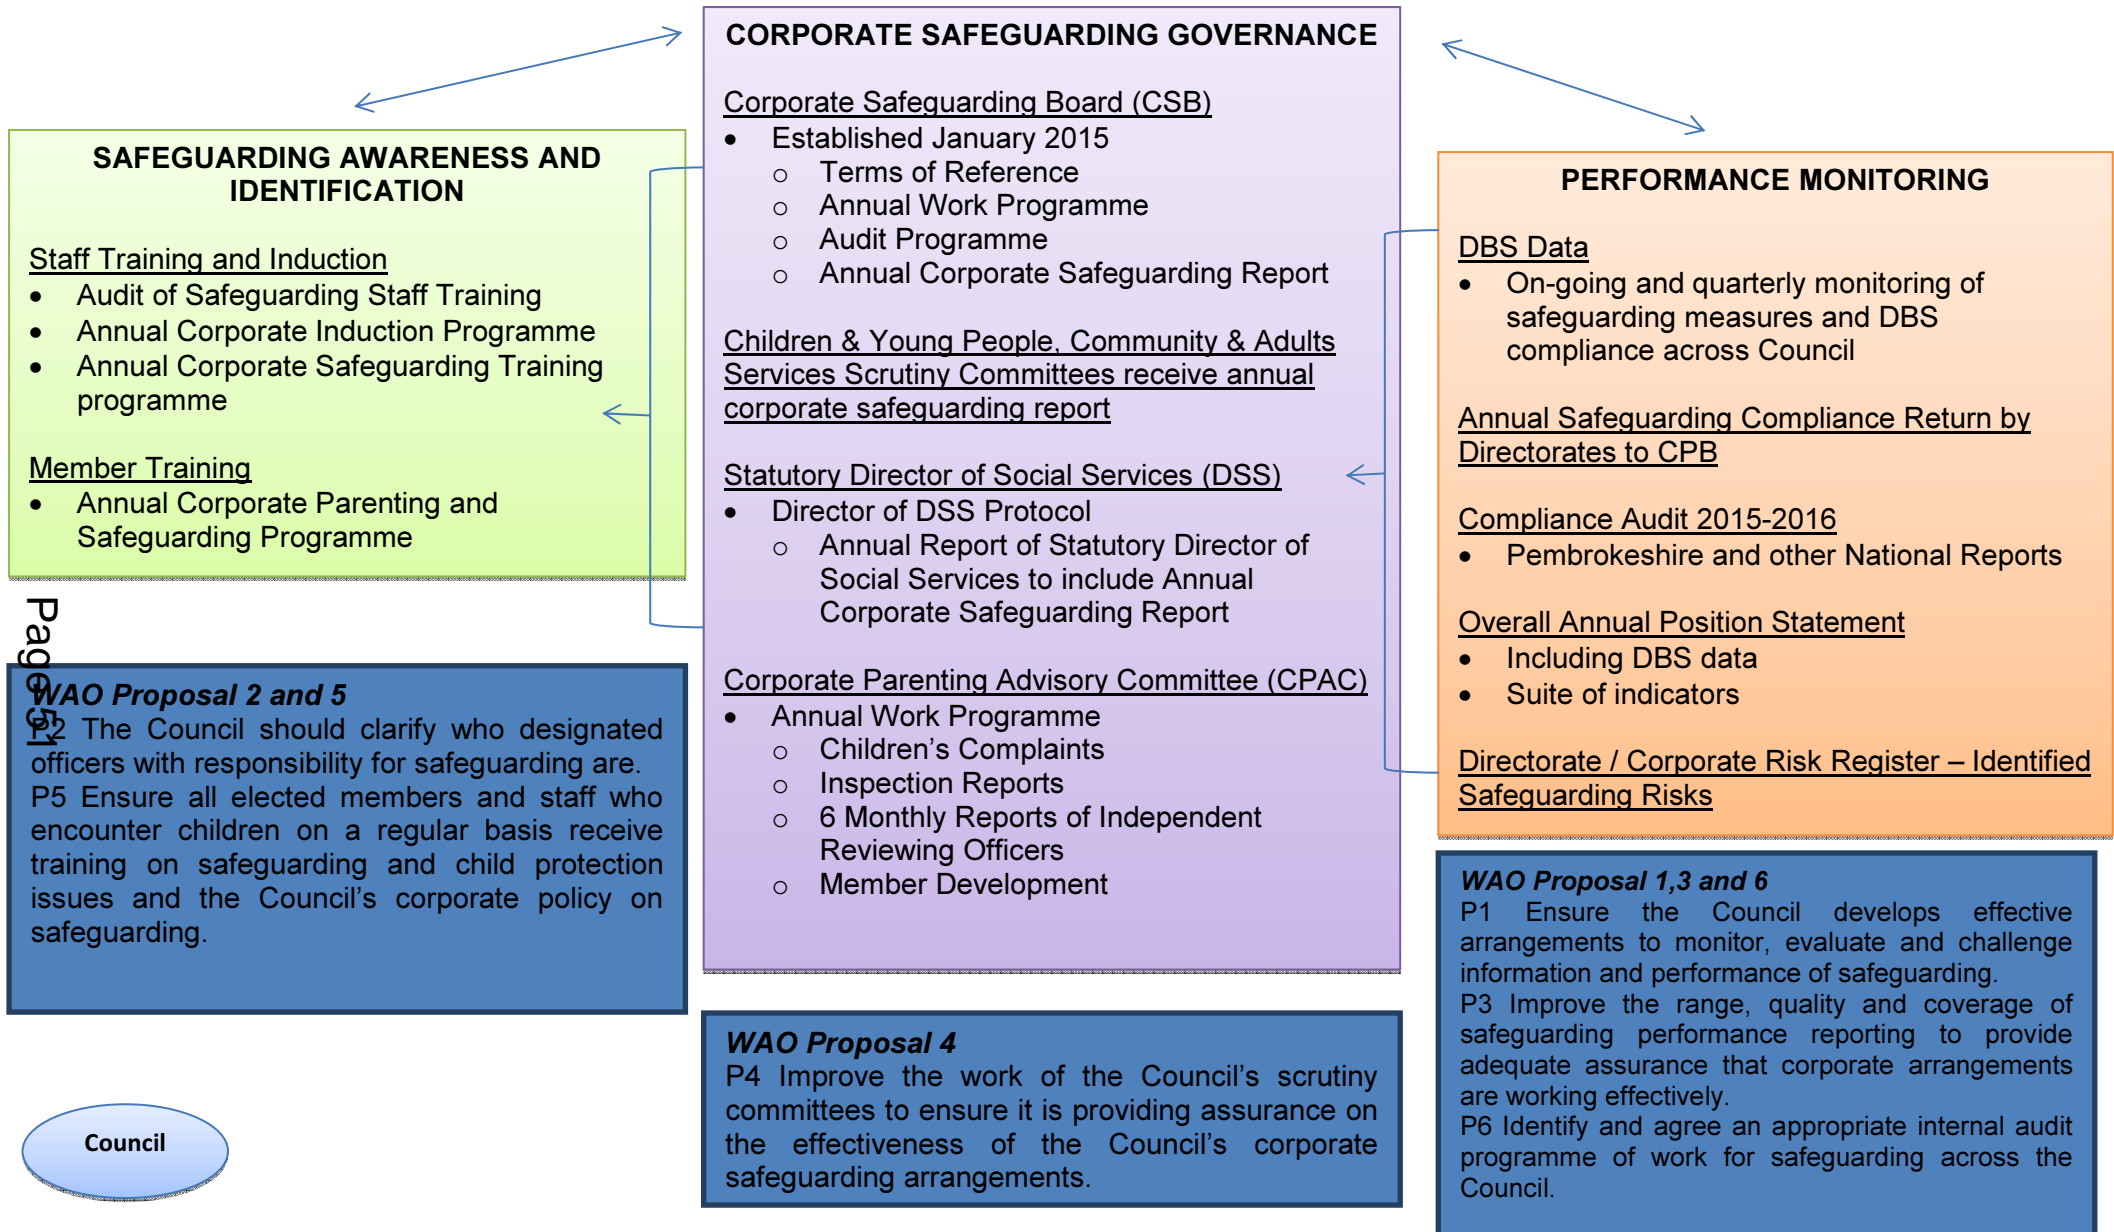 CORPORATE SAFEGUARDING GOVERNANCE
Corporate Safeguarding Board (CSB)
• Established January 2015
o Terms of Reference
o Annual Work Programme
o Audit Programme
o Annual Corporate Safeguarding Report
Children & Young People, Community & Adults
Services Scrutiny Committees receive annual
corporate safeguarding report
Statutory Director of Social Services (DSS)
• Director of DSS Protocol
o Annual Report of Statutory Director of
Social Services to include Annual
Corporate Safeguarding Report
Corporate Parenting Advisory Committee (CPAC)
• Annual Work Programme
o Children's Complaints
o Inspection Reports
o 6 Monthly Reports of Independent
Reviewing Officers
o Member Development
SAFEGUARDING AWARENESS AND
IDENTIFICATION
Staff Training and Induction
• Audit of Safeguarding Staff Training
• Annual Corporate Induction Programme
• Annual Corporate Safeguarding Training
programme
Member Training
• Annual Corporate Parenting and
Safeguarding Programme
PERFORMANCE MONITORING
DBS Data
• On-going and quarterly monitoring of
safeguarding measures and DBS
compliance across Council
Annual Safeguarding Compliance Return by
Directorates to CPB
Compliance Audit 2015-2016
• Pembrokeshire and other National Reports
Overall Annual Position Statement
• Including DBS data
• Suite of indicators
Directorate / Corporate Risk Register – Identified
Safeguarding Risks
Page 51
WAO Proposal 2 and 5
P2 The Council should clarify who designated
officers with responsibility for safeguarding are.
P5 Ensure all elected members and staff who
encounter children on a regular basis receive
training on safeguarding and child protection
issues and the Council's corporate policy on
safeguarding.
WAO Proposal 4
P4 Improve the work of the Council's scrutiny
committees to ensure it is providing assurance on
the effectiveness of the Council's corporate
safeguarding arrangements.
WAO Proposal 1,3 and 6
P1 Ensure the Council develops effective
arrangements to monitor, evaluate and challenge
information and performance of safeguarding.
P3 Improve the range, quality and coverage of
safeguarding performance reporting to provide
adequate assurance that corporate arrangements
are working effectively.
P6 Identify and agree an appropriate internal audit
programme of work for safeguarding across the
Council.
Council